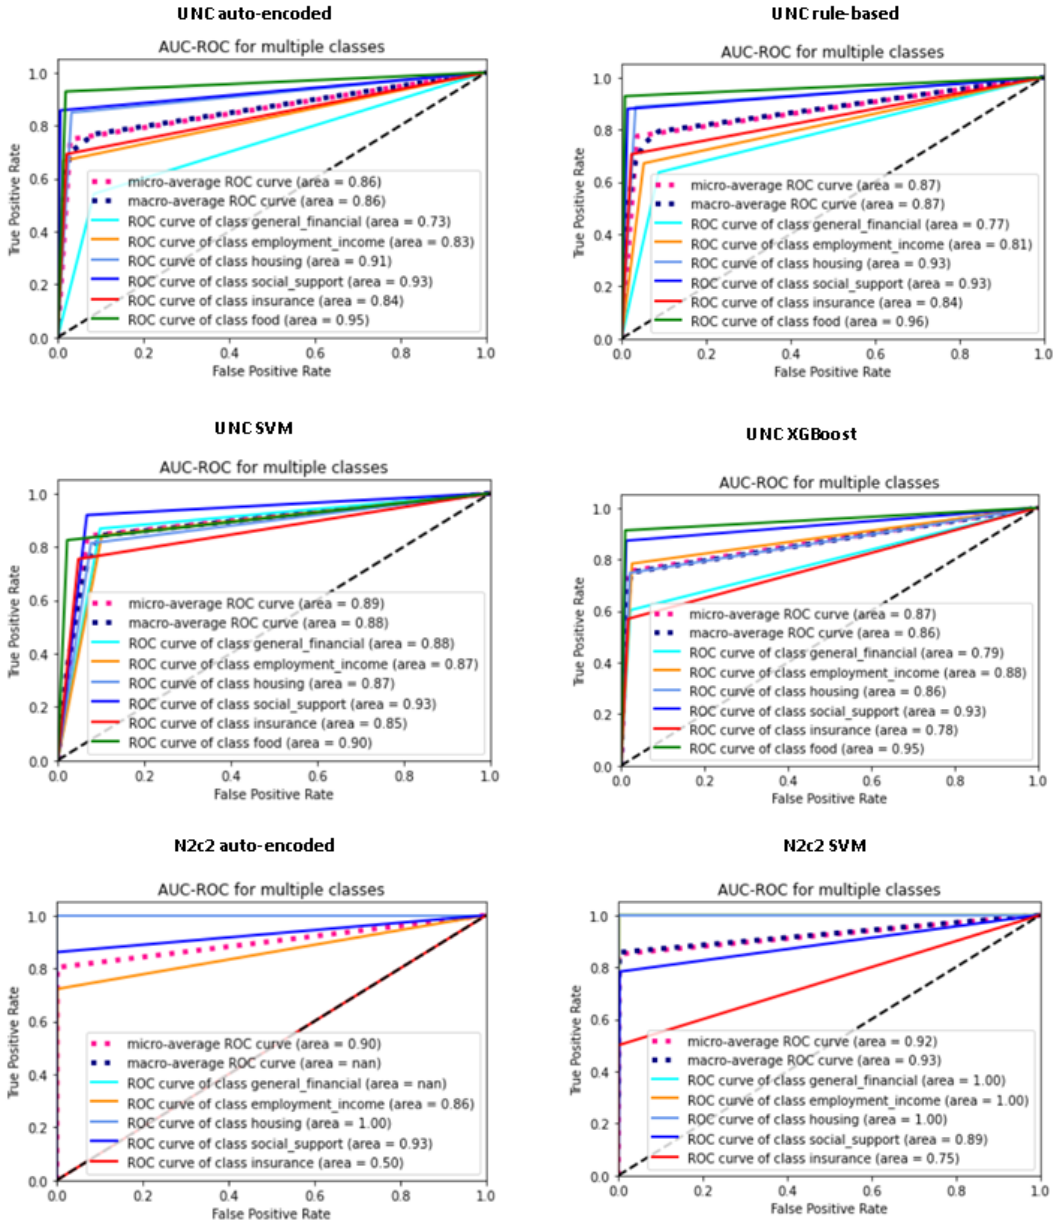 UNC auto-encoded
AUC-ROC for multiple classes
True Positive Rate
1.0
0.8
0.6
0.4
0.2
0.0
micro-average ROC curve (area = 0.86)
macro-average ROC curve (area = 0.86)
ROC curve of class general_financial (area = 0.73)
ROC curve of class employment_income (area = 0.83)
ROC curve of class housing (area = 0.91)
ROC curve of class social_support (area = 0.93)
ROC curve of class insurance (area = 0.84)
ROC curve of class food (area = 0.95)
0.0 0.2 0.4 0.6 0.8 1.0
False Positive Rate
UNC rule-based
AUC-ROC for multiple classes
True Positive Rate
1.0
0.8
0.6
0.4
0.2
0.0
micro-average ROC curve (area = 0.87)
macro-average ROC curve (area = 0.87)
ROC curve of class general_financial (area = 0.77)
ROC curve of class employment_income (area = 0.81)
ROC curve of class housing (area = 0.93)
ROC curve of class social_support (area = 0.93)
ROC curve of class insurance (area = 0.84)
ROC curve of class food (area = 0.96)
0.0 0.2 0.4 0.6 0.8 1.0
False Positive Rate
UNC SVM
AUC-ROC for multiple classes
True Positive Rate
1.0
0.8
0.6
0.4
0.2
0.0
micro-average ROC curve (area = 0.89)
macro-average ROC curve (area = 0.88)
ROC curve of class general_financial (area = 0.88)
ROC curve of class employment_income (area = 0.87)
ROC curve of class housing (area = 0.87)
ROC curve of class social_support (area = 0.93)
ROC curve of class insurance (area = 0.85)
ROC curve of class food (area = 0.90)
0.0 0.2 0.4 0.6 0.8 1.0
False Positive Rate
UNC XGBoost
AUC-ROC for multiple classes
True Positive Rate
1.0
0.8
0.6
0.4
0.2
0.0
micro-average ROC curve (area = 0.87)
macro-average ROC curve (area = 0.86)
ROC curve of class general_financial (area = 0.79)
ROC curve of class employment_income (area = 0.88)
ROC curve of class housing (area = 0.86)
ROC curve of class social_support (area = 0.93)
ROC curve of class insurance (area = 0.78)
ROC curve of class food (area = 0.95)
0.0 0.2 0.4 0.6 0.8 1.0
False Positive Rate
N2c2 auto-encoded
AUC-ROC for multiple classes
True Positive Rate
1.0
0.8
0.6
0.4
0.2
0.0
micro-average ROC curve (area = 0.90)
macro-average ROC curve (area = nan)
ROC curve of class general_financial (area = nan)
ROC curve of class employment_income (area = 0.86)
ROC curve of class housing (area = 1.00)
ROC curve of class social_support (area = 0.93)
ROC curve of class insurance (area = 0.50)
0.0 0.2 0.4 0.6 0.8 1.0
False Positive Rate
N2c2 SVM
AUC-ROC for multiple classes
True Positive Rate
1.0
0.8
0.6
0.4
0.2
0.0
micro-average ROC curve (area = 0.92)
macro-average ROC curve (area = 0.93)
ROC curve of class general_financial (area = 1.00)
ROC curve of class employment_income (area = 1.00)
ROC curve of class housing (area = 1.00)
ROC curve of class social_support (area = 0.89)
ROC curve of class insurance (area = 0.75)
0.0 0.2 0.4 0.6 0.8 1.0
False Positive Rate